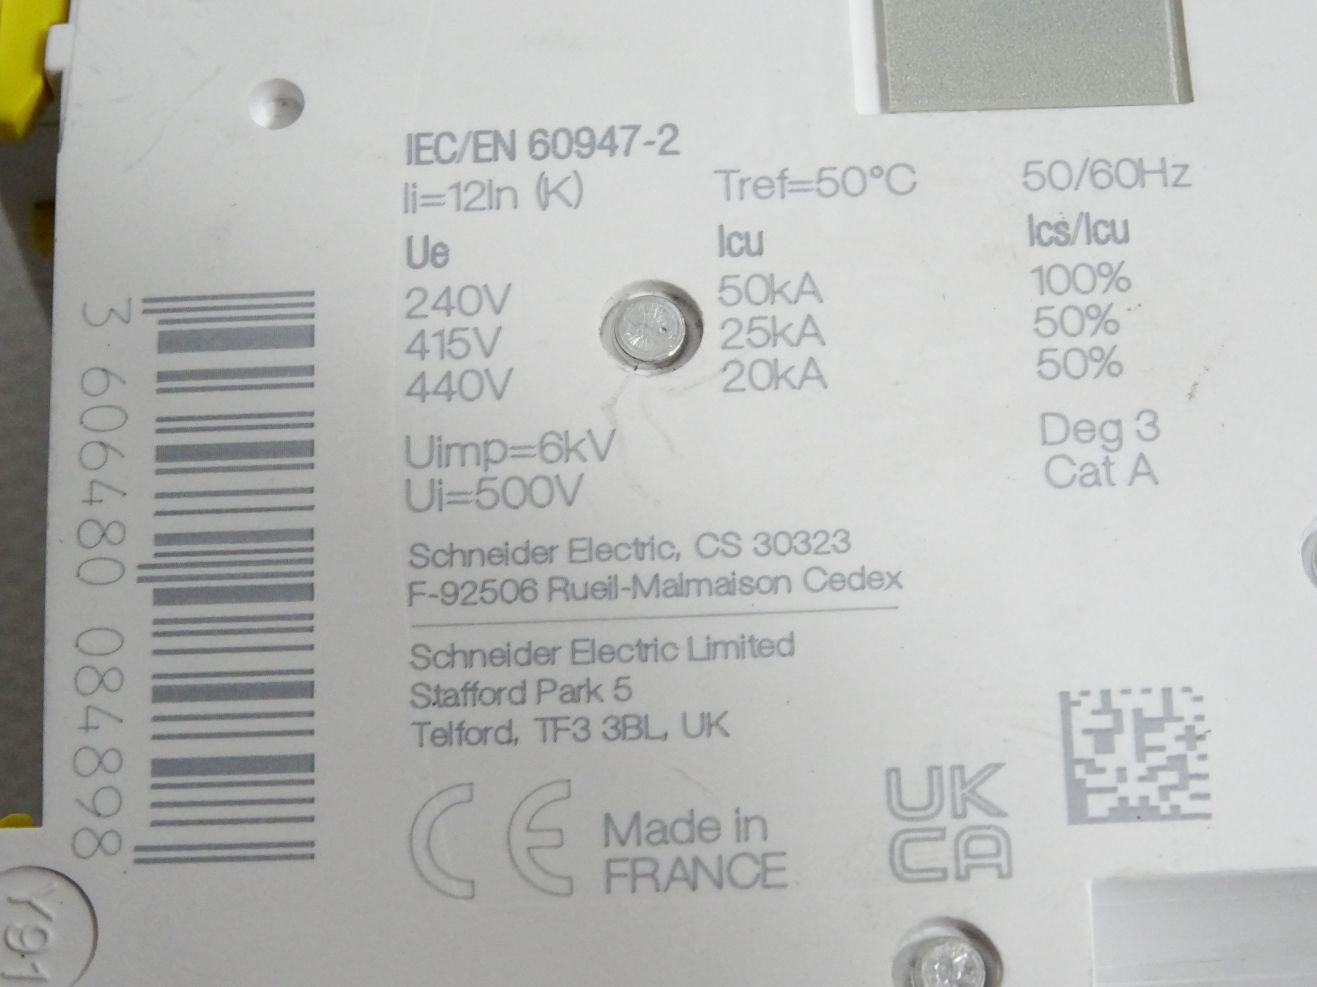 IEC/EN 60947-2
Ii=12In (K) Tref=50°C 50/60Hz
Ue Icu Ics/Icu
240V 50kA 100%
415V 25kA 50%
440V 20kA 50%
Uimp=6kV Deg 3
Ui=500V Cat A
Schneider Electric, CS 30323
F-92506 Rueil-Malmaison Cedex
Schneider Electric Limited
Stafford Park 5
Telford, TF3 3BL, UK
CE Made in
FRANCE
UK
CA
3 606480 084898
Y91